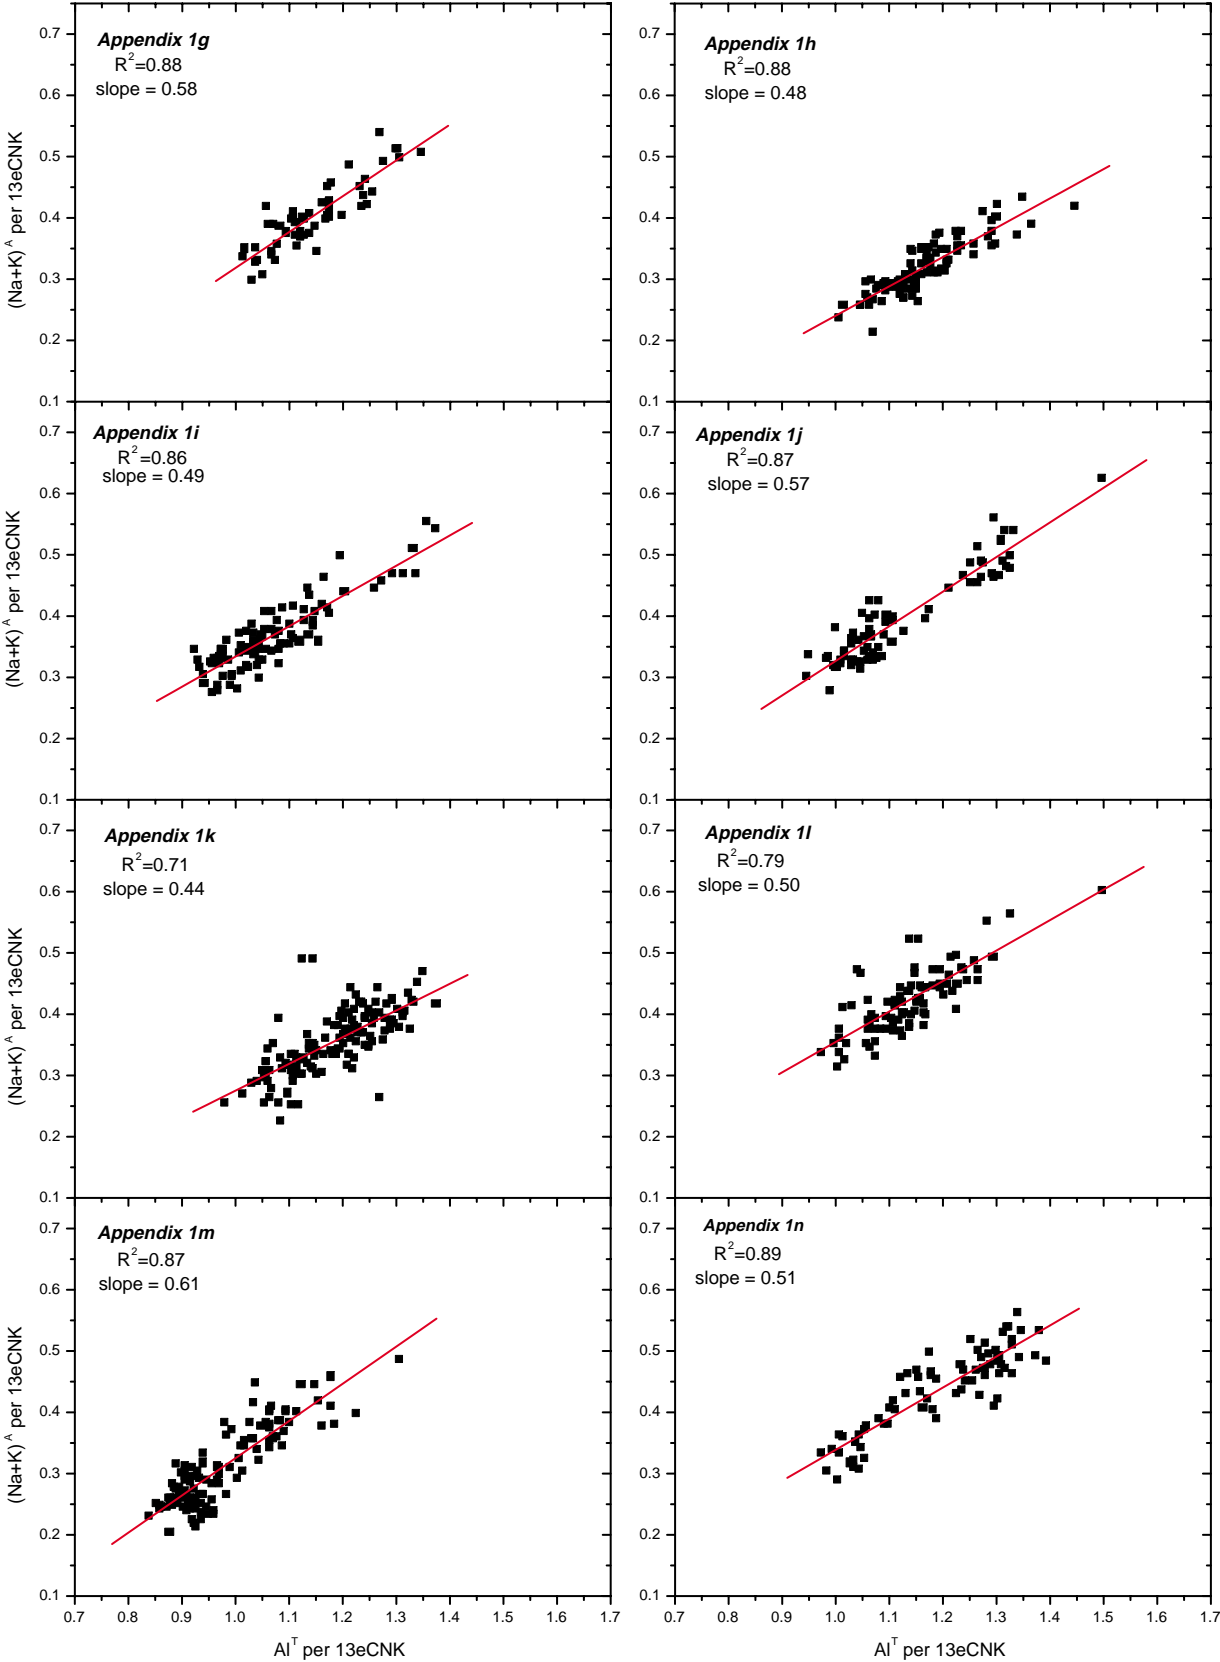 Appendix 1g
R²=0.88
slope = 0.58
0.7
0.6
0.5
0.4
0.3
0.2
0.1
(Na+K) ᴬ per 13eCNK
Appendix 1h
R²=0.88
slope = 0.48
0.7
0.6
0.5
0.4
0.3
0.2
0.1
Appendix 1i
R²=0.86
slope = 0.49
0.7
0.6
0.5
0.4
0.3
0.2
0.1
(Na+K) ᴬ per 13eCNK
Appendix 1j
R²=0.87
slope = 0.57
0.7
0.6
0.5
0.4
0.3
0.2
0.1
Appendix 1k
R²=0.71
slope = 0.44
0.7
0.6
0.5
0.4
0.3
0.2
0.1
(Na+K) ᴬ per 13eCNK
Appendix 1l
R²=0.79
slope = 0.50
0.7
0.6
0.5
0.4
0.3
0.2
0.1
Appendix 1m
R²=0.87
slope = 0.61
0.7
0.6
0.5
0.4
0.3
0.2
0.1
(Na+K) ᴬ per 13eCNK
0.7 0.8 0.9 1.0 1.1 1.2 1.3 1.4 1.5 1.6 1.7
Alᵀ per 13eCNK
Appendix 1n
R²=0.89
slope = 0.51
0.7
0.6
0.5
0.4
0.3
0.2
0.1
0.7 0.8 0.9 1.0 1.1 1.2 1.3 1.4 1.5 1.6 1.7
Alᵀ per 13eCNK